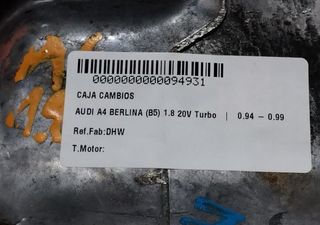 0000000000094931
CAJA CAMBIOS
AUDI A4 BERLINA (B5) 1.8 20V Turbo | 0.94 - 0.99
Ref.Fab:DHW
T.Motor: